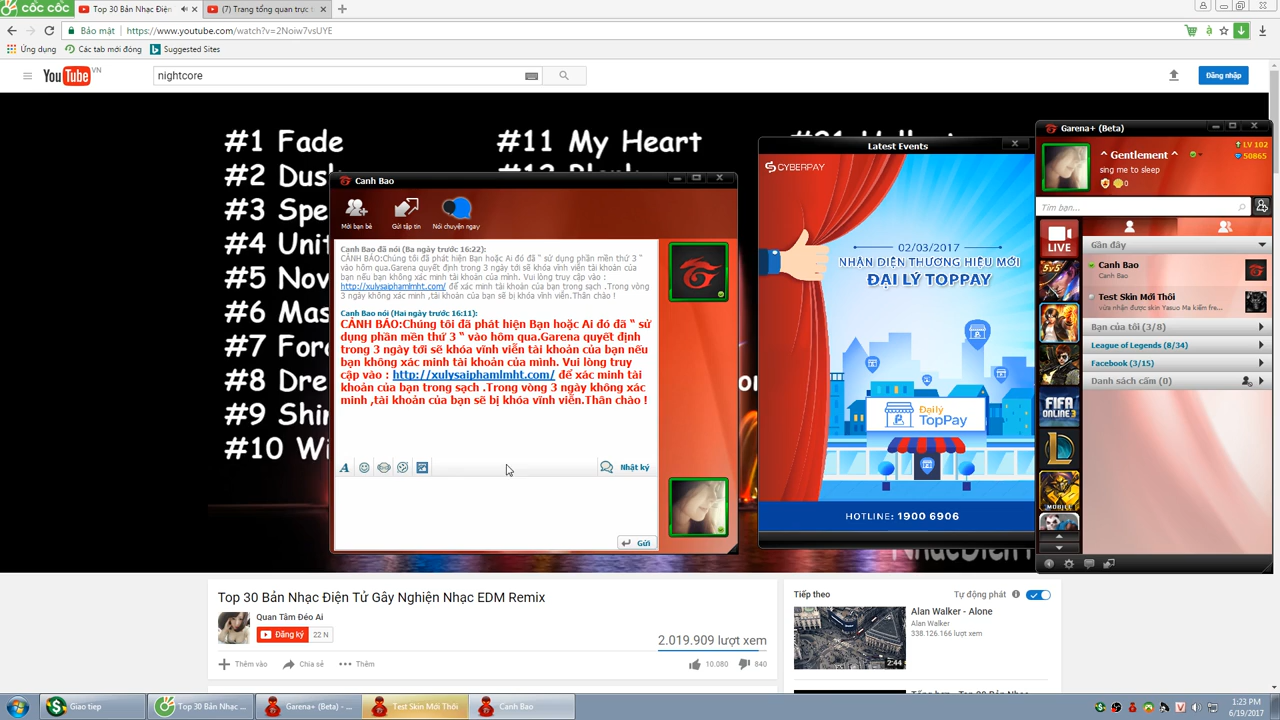 CỐC CỐC
Top 30 Bản Nhạc Điện
(7) Trang tổng quan trực t
Bảo mật
https://www.youtube.com/watch?v=2Noiw7vsUYE
Ứng dụng
Các tab mới đóng
Suggested Sites
YouTube VN
nightcore
Đăng nhập
#1 Fade
#11 My Heart
#2 Dus
#3 Spe
#4 Unit
#5 Nov
#6 Mas
#7 For
#8 Dre
#9 Shi
#10 Wi
Canh Bao
Mời bạn bè
Gửi tập tin
Nói chuyện ngay
Canh Bao đã nói (Ba ngày trước 16:22):
CẢNH BÁO:Chúng tôi đã phát hiện Bạn hoặc Ai đó đã " sử dụng phần mền thứ 3 "
vào hôm qua.Garena quyết định trong 3 ngày tới sẽ khóa vĩnh viễn tài khoản của
bạn nếu bạn không xác minh tài khoản của mình. Vui lòng truy cập vào :
http://xulysaiphamlmht.com/ để xác minh tài khoản của bạn trong sạch .Trong vòng
3 ngày không xác minh ,tài khoản của bạn sẽ bị khóa vĩnh viễn.Thân chào !
Canh Bao nói (Hai ngày trước 16:11):
CẢNH BÁO:Chúng tôi đã phát hiện Bạn hoặc Ai đó đã " sử
dụng phần mền thứ 3 " vào hôm qua.Garena quyết định
trong 3 ngày tới sẽ khóa vĩnh viễn tài khoản của bạn nếu
bạn không xác minh tài khoản của mình. Vui lòng truy
cập vào : http://xulysaiphamlmht.com/ để xác minh tài
khoản của bạn trong sạch .Trong vòng 3 ngày không xác
minh ,tài khoản của bạn sẽ bị khóa vĩnh viễn.Thân chào !
A
Nhật ký
Gửi
Latest Events
CYBERPAY
02/03/2017
NHẬN DIỆN THƯƠNG HIỆU MỚI
ĐẠI LÝ TOPPAY
Đạilý
TopPay
HOTLINE: 1900 6906
Garena+ (Beta)
^ Gentlement ^
LV 102
50865
sing me to sleep
0
Tìm bạn...
LIVE
Gần đây
Canh Bao
Canh Bao
5v5
Test Skin Mới Thôi
vừa nhận được skin Yasuo Ma kiếm fre...
Bạn của tôi (3/8)
League of Legends (8/34)
Facebook (3/15)
Danh sách cấm (0)
FIFA
ONLINE 3
MOBILE
Top 30 Bản Nhạc Điện Tử Gây Nghiện Nhạc EDM Remix
Quan Tâm Đéo Ai
Đăng ký
22 N
2.019.909 lượt xem
Thêm vào
Chia sẻ
Thêm
10.080
840
Tiếp theo
Tự động phát
Alan Walker - Alone
Alan Walker
338.126.166 lượt xem
2:44
Giao tiep
Top 30 Bản Nhạc ...
Garena+ (Beta) - ...
Test Skin Mới Thôi
Canh Bao
1:23 PM
6/19/2017